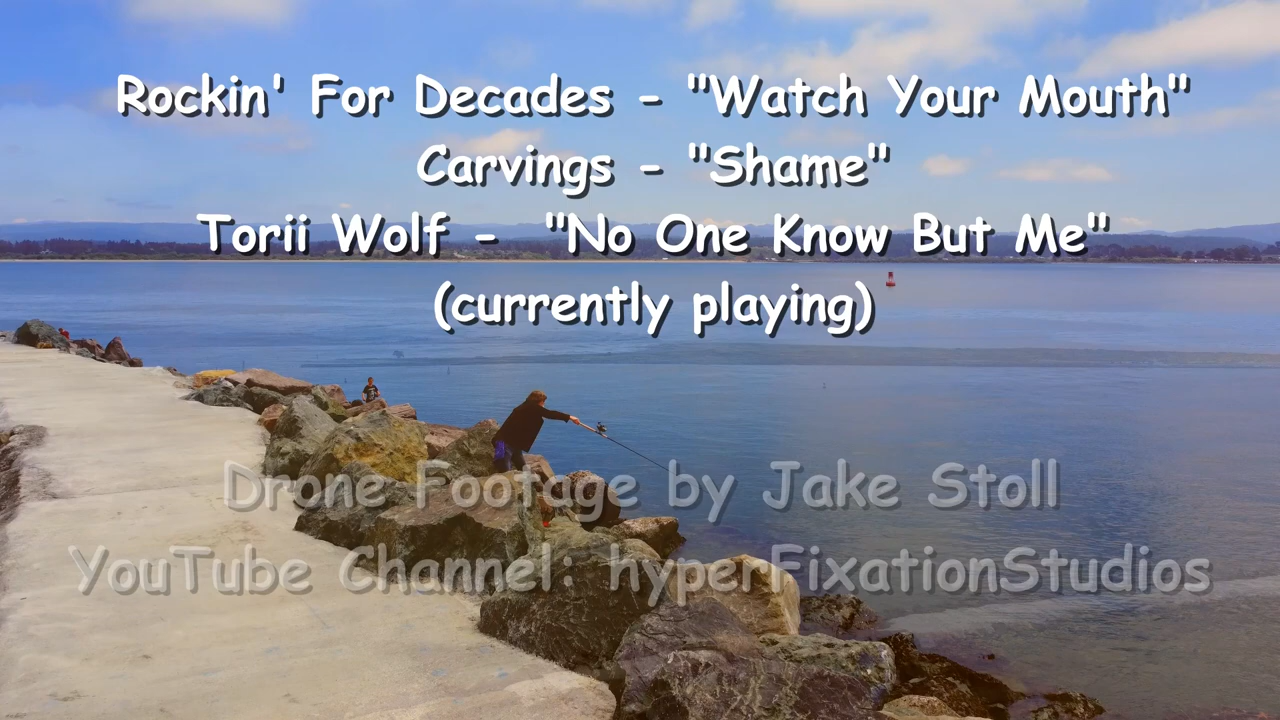 Rockin' For Decades - "Watch Your Mouth"
Carvings - "Shame"
Torii Wolf - "No One Know But Me"
(currently playing)
Drone Footage by Jake Stoll
YouTube Channel: hyperFixationStudios